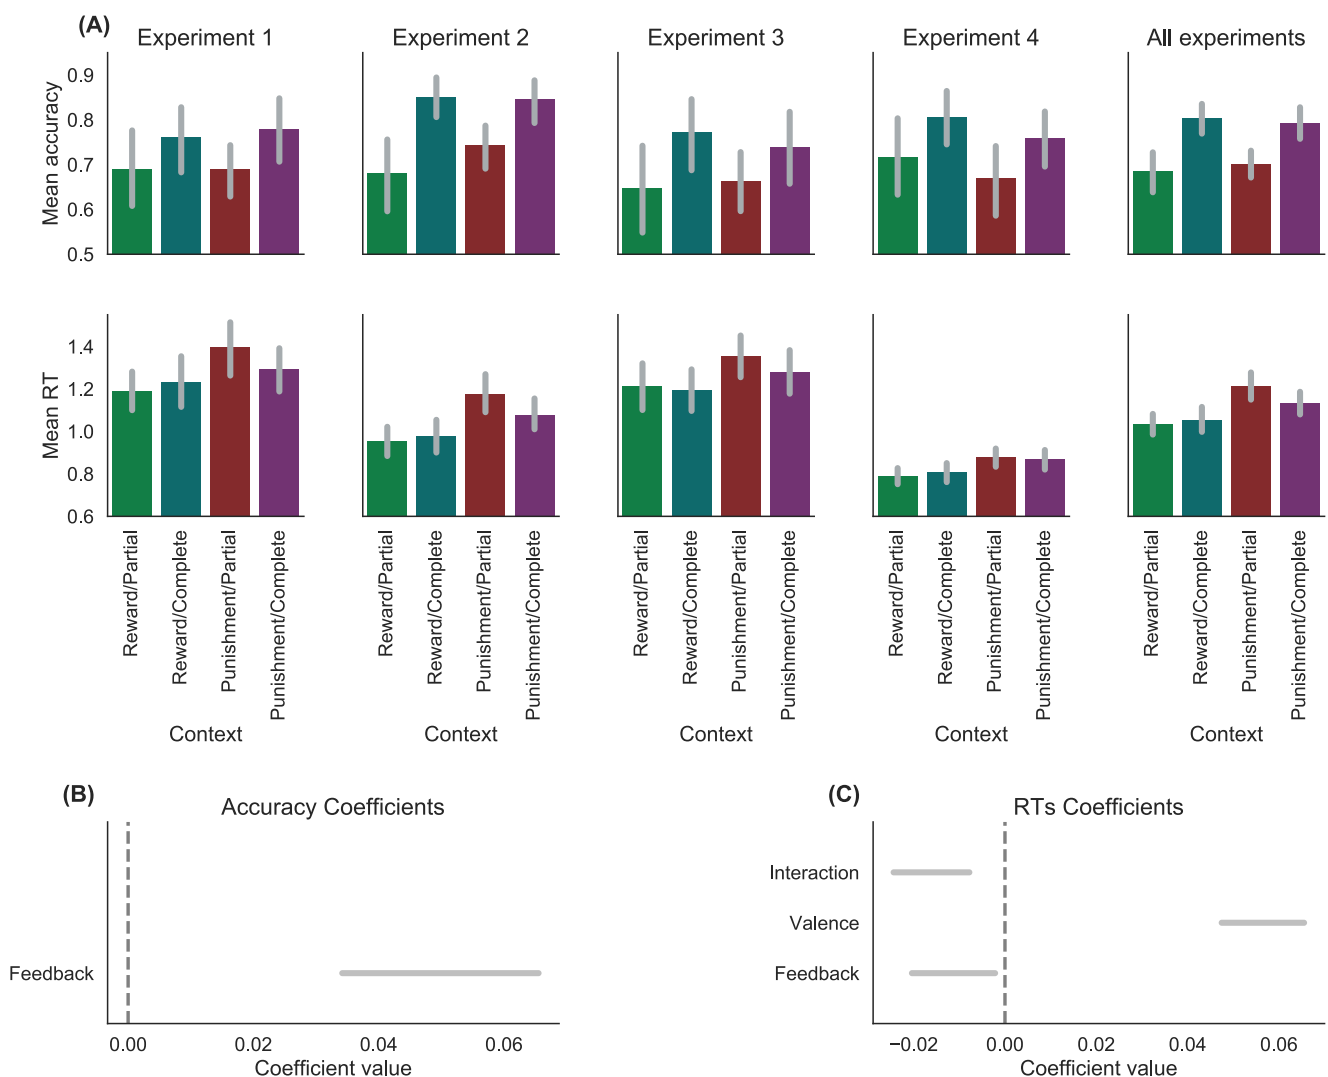 (A)
Experiment 1
Experiment 2
Experiment 3
Experiment 4
All experiments
Mean accuracy
0.9
0.8
0.7
0.6
0.5
Mean RT
1.4
1.2
1.0
0.8
0.6
Reward/Partial
Reward/Complete
Punishment/Partial
Punishment/Complete
Reward/Partial
Reward/Complete
Punishment/Partial
Punishment/Complete
Reward/Partial
Reward/Complete
Punishment/Partial
Punishment/Complete
Reward/Partial
Reward/Complete
Punishment/Partial
Punishment/Complete
Reward/Partial
Reward/Complete
Punishment/Partial
Punishment/Complete
Context
Context
Context
Context
Context
(B)
Accuracy Coefficients
Feedback
0.00 0.02 0.04 0.06
Coefficient value
(C)
RTs Coefficients
Interaction
Valence
Feedback
−0.02 0.00 0.02 0.04 0.06
Coefficient value